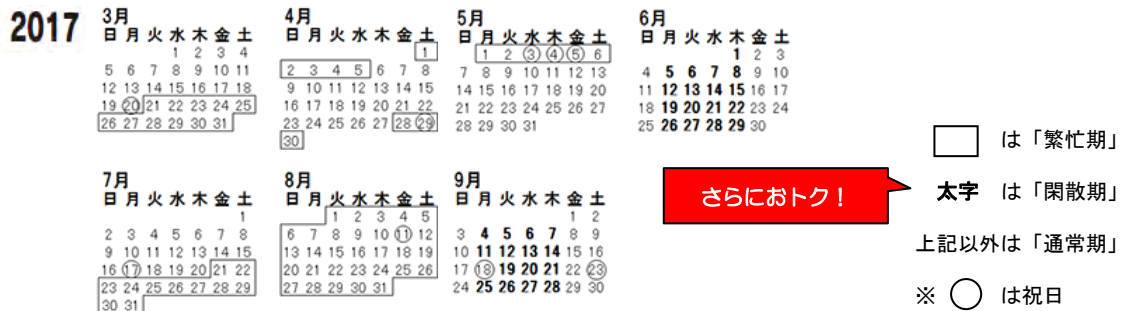 2017
3月
日 月 火 水 木 金 土
1 2 3 4
5 6 7 8 9 10 11
12 13 14 15 16 17 18
19 20 21 22 23 24 25
26 27 28 29 30 31
4月
日 月 火 水 木 金 土
1
2 3 4 5 6 7 8
9 10 11 12 13 14 15
16 17 18 19 20 21 22
23 24 25 26 27 28 29
30
5月
日 月 火 水 木 金 土
1 2 3 4 5 6
7 8 9 10 11 12 13
14 15 16 17 18 19 20
21 22 23 24 25 26 27
28 29 30 31
6月
日 月 火 水 木 金 土
1 2 3
4 5 6 7 8 9 10
11 12 13 14 15 16 17
18 19 20 21 22 23 24
25 26 27 28 29 30
7月
日 月 火 水 木 金 土
1
2 3 4 5 6 7 8
9 10 11 12 13 14 15
16 17 18 19 20 21 22
23 24 25 26 27 28 29
30 31
8月
日 月 火 水 木 金 土
1 2 3 4 5
6 7 8 9 10 11 12
13 14 15 16 17 18 19
20 21 22 23 24 25 26
27 28 29 30 31
9月
日 月 火 水 木 金 土
1 2
3 4 5 6 7 8 9
10 11 12 13 14 15 16
17 18 19 20 21 22 23
24 25 26 27 28 29 30
さらにおトク！
は「繁忙期」
太字 は「閑散期」
上記以外は「通常期」
※ は祝日